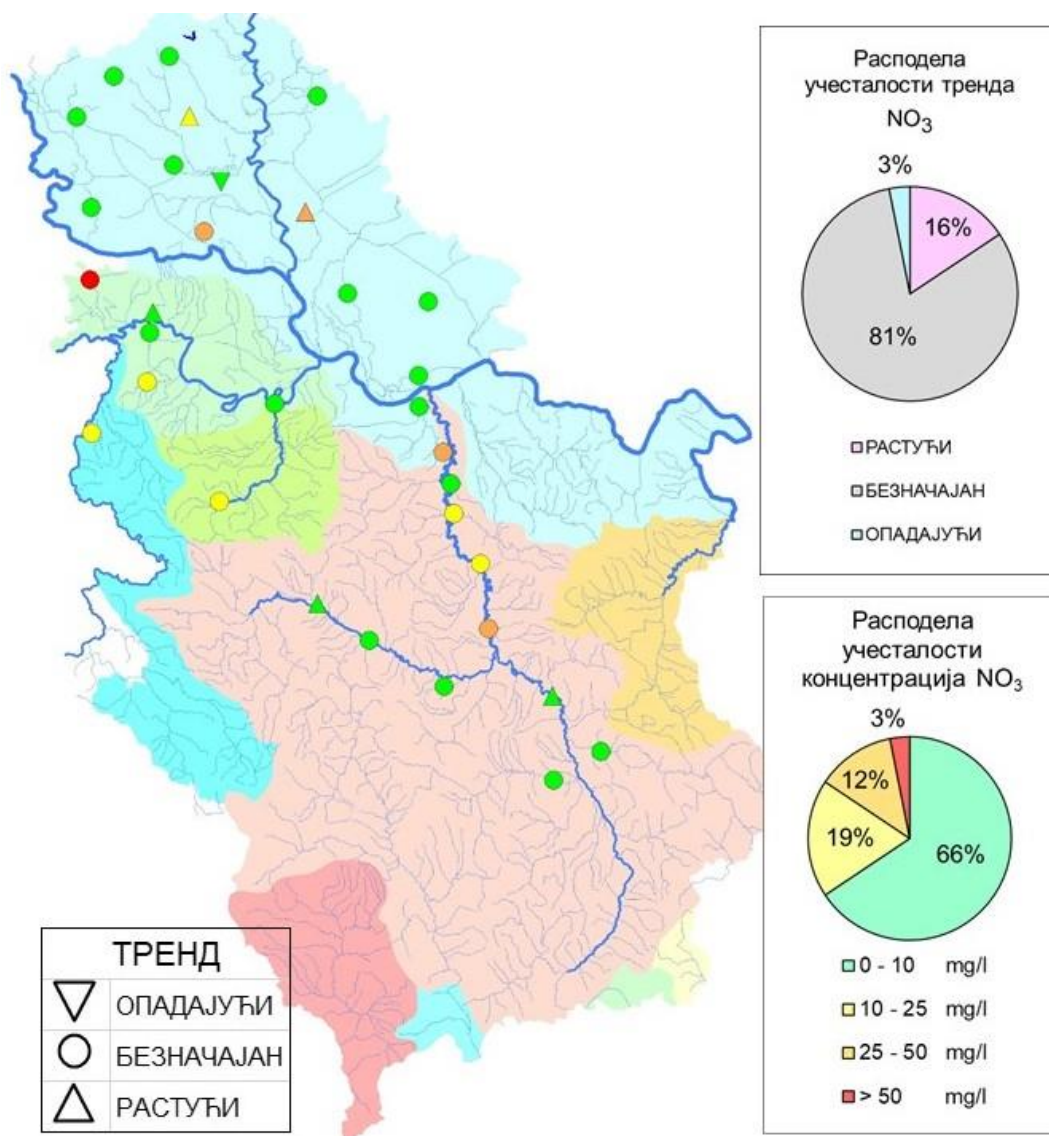 Расподела
учесталости тренда
NO₃
3%
16%
81%
РАСТУЋИ
БЕЗНАЧАЈАН
ОПАДАЈУЋИ
Расподела
учесталости
концентрација NO₃
3%
12%
19%
66%
0 - 10 mg/l
10 - 25 mg/l
25 - 50 mg/l
> 50 mg/l
ТРЕНД
ОПАДАЈУЋИ
БЕЗНАЧАЈАН
РАСТУЋИ